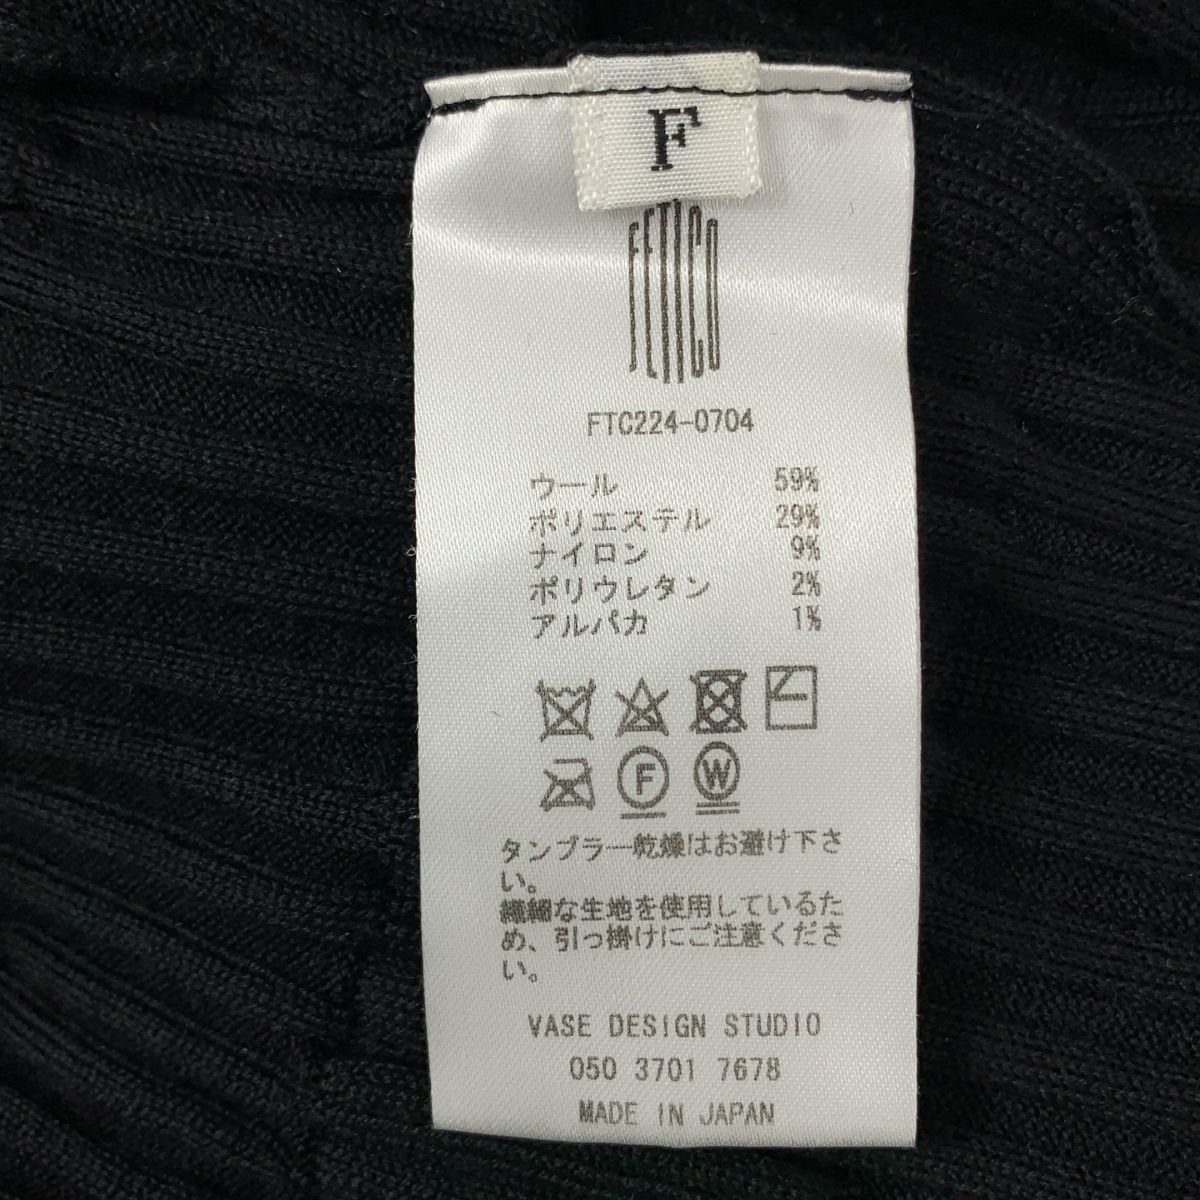 F
FETICO
FTC224-0704
ウール 59%
ポリエステル 29%
ナイロン 9%
ポリウレタン 2%
アルパカ 1%
F W
タンブラー乾燥はお避け下さ
い。
繊細な生地を使用しているた
め、引っ掛けにご注意くださ
い。
VASE DESIGN STUDIO
050 3701 7678
MADE IN JAPAN